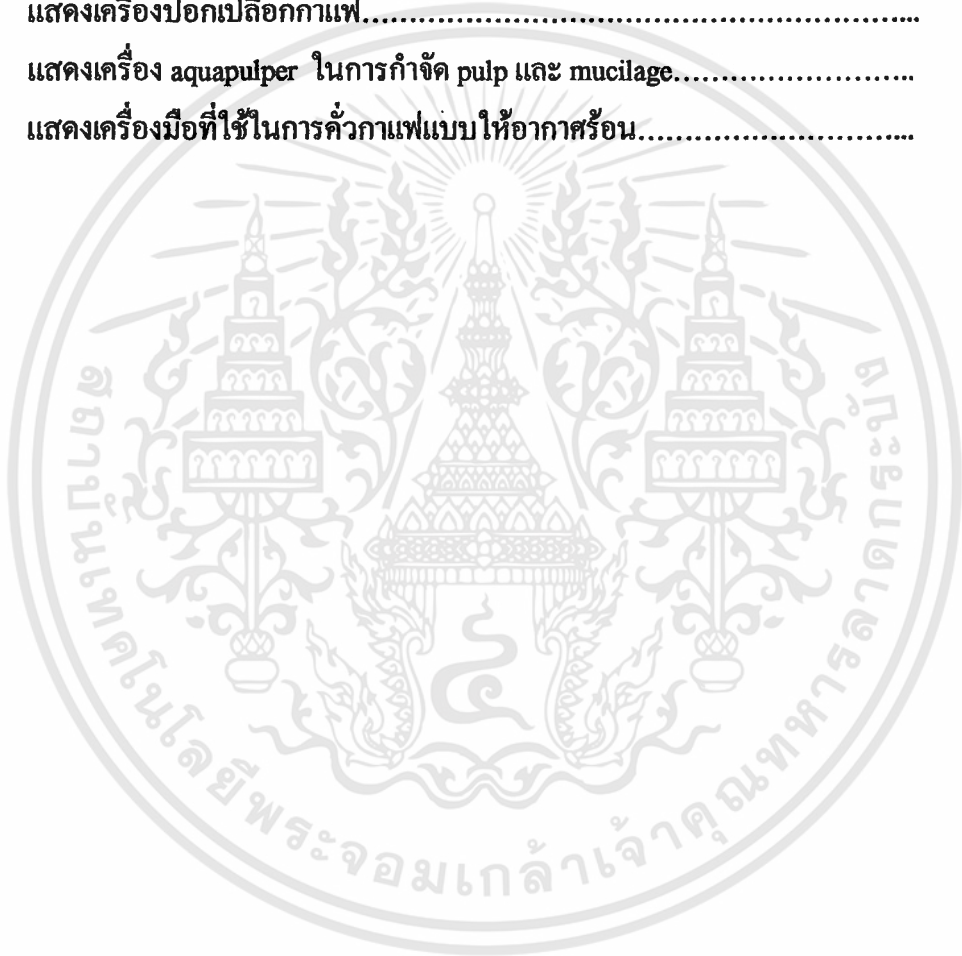 แสดงเครื่องปอกเปลือกกาแฟ...............................................................
แสดงเครื่อง aquapulper ในการกำจัด pulp และ mucilage..........................
แสดงเครื่องมือที่ใช้ในการคั่วกาแฟแบบให้อากาศร้อน..............................
สถาบันเทคโนโลยีพระจอมเกล้าเจ้าคุณทหารลาดกระบัง
๔